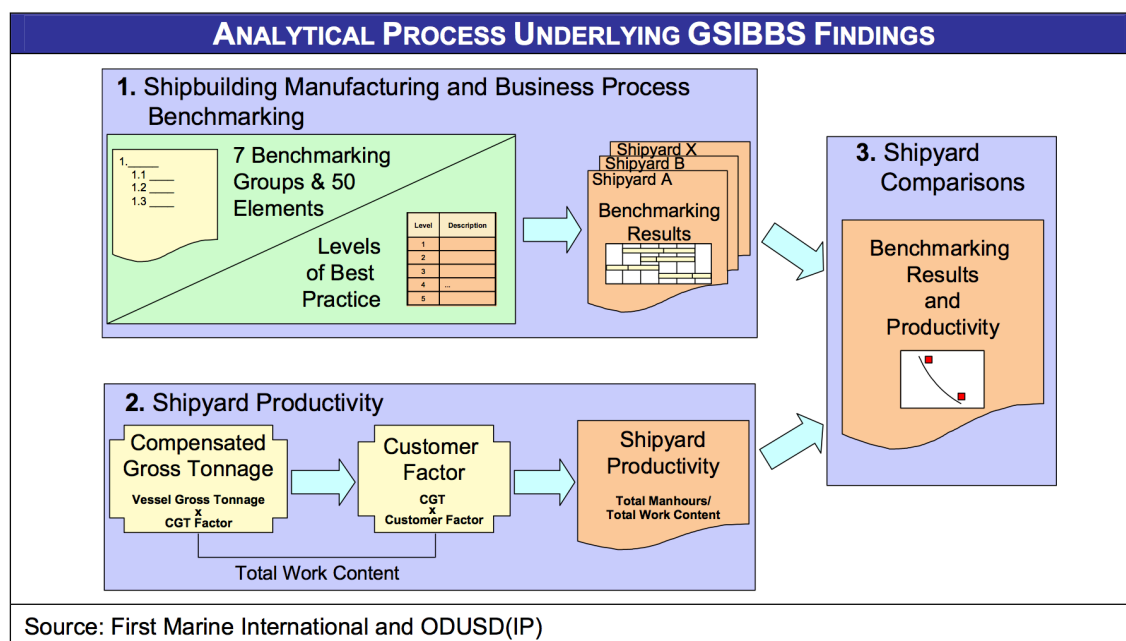 ANALYTICAL PROCESS UNDERLYING GSIBBS FINDINGS
1. Shipbuilding Manufacturing and Business Process
Benchmarking
1.____
1.1 ___
1.2 ___
1.3 ___
7 Benchmarking
Groups & 50
Elements
Levels
of Best
Practice
Level Description
1
2
3
4 ...
5
Shipyard X
Shipyard B
Shipyard A
Benchmarking
Results
2. Shipyard Productivity
Compensated
Gross Tonnage
Vessel Gross Tonnage
x
CGT Factor
Customer
Factor
CGT
x
Customer Factor
Total Work Content
Shipyard
Productivity
Total Manhours/
Total Work Content
3. Shipyard
Comparisons
Benchmarking
Results
and
Productivity
Source: First Marine International and ODUSD(IP)